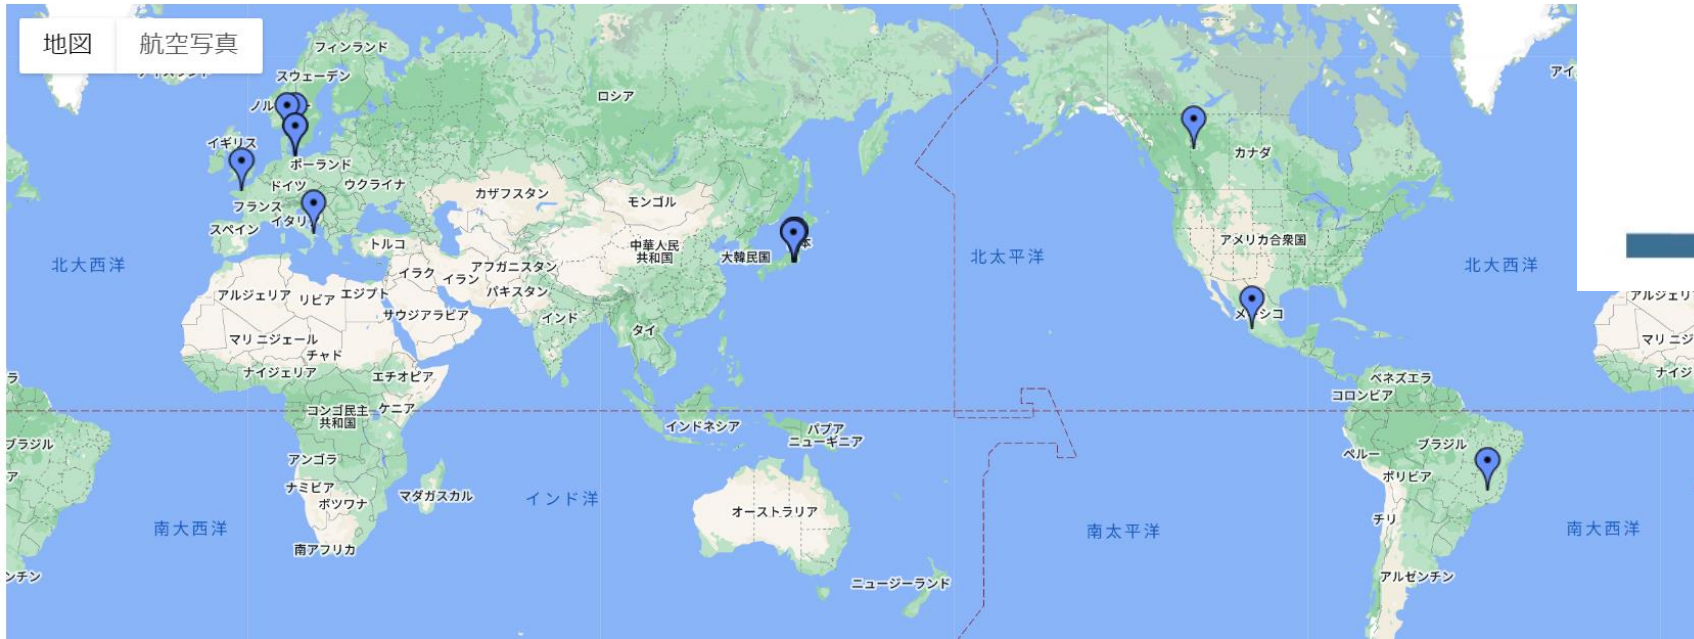 地図
航空写真
フィンランド
スウェーデン
ロシア
アイ
イギリス
ポーランド
カナダ
ドイツ
ウクライナ
カザフスタン
モンゴル
フランス
スペイン
トルコ
中華人民
共和国
大韓民国
北太平洋
アメリカ合衆国
北大西洋
北大西洋
イラク
イラン
アフガニスタン
パキスタン
アルジェリア
リビア
エジプト
サウジアラビア
インド
タイ
マリ
ニジェール
チャド
ナイジェリア
エチオピア
メキシコ
アルジェリ
マリ
ニジ
ナイジ
ラ
ベネズエラ
コロンビア
コンゴ民主
共和国
ケニア
インドネシア
パプア
ニューギニア
ブラジル
ア
ブラジル
ペルー
ボリビア
アンゴラ
ナミビア
ボツワナ
マダガスカル
インド洋
オーストラリア
チリ
南大西洋
南太平洋
南大西洋
南アフリカ
ンチン
ニュージーランド
アルゼンチン